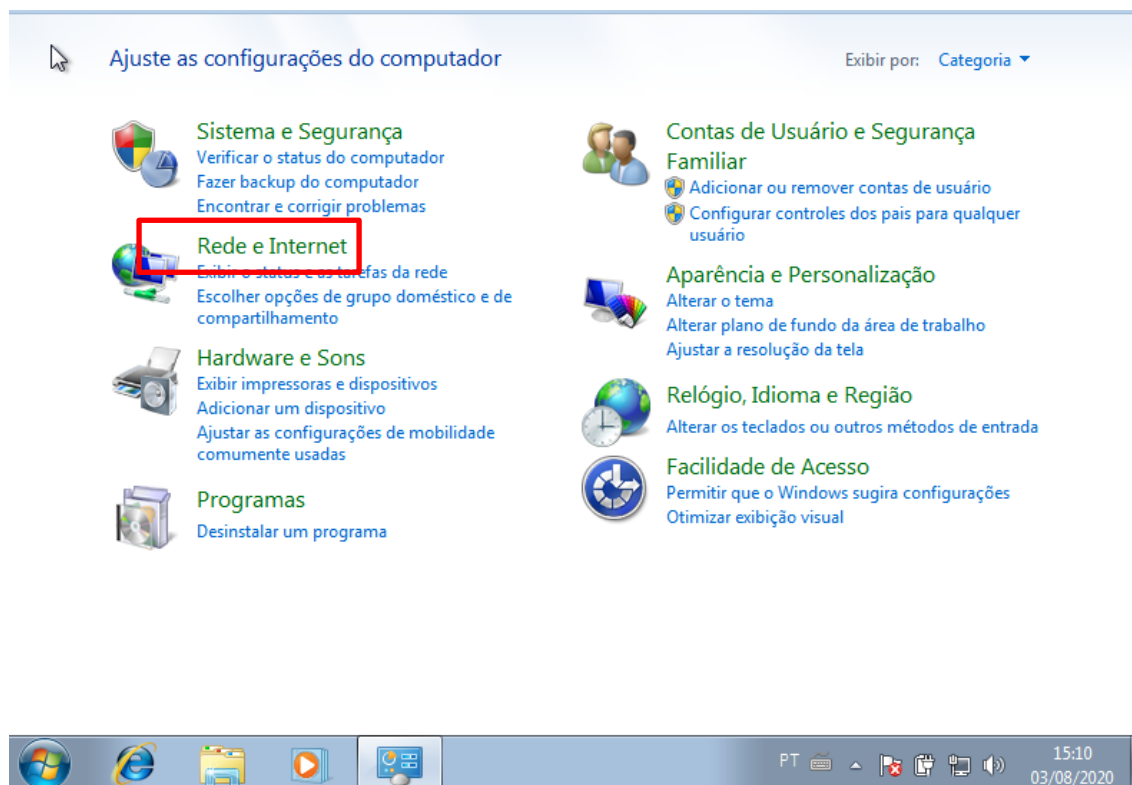 Ajuste as configurações do computador
Exibir por: Categoria
Sistema e Segurança
Verificar o status do computador
Fazer backup do computador
Encontrar e corrigir problemas
Rede e Internet
Exibir o status e as tarefas da rede
Escolher opções de grupo doméstico e de
compartilhamento
Hardware e Sons
Exibir impressoras e dispositivos
Adicionar um dispositivo
Ajustar as configurações de mobilidade
comumente usadas
Programas
Desinstalar um programa
Contas de Usuário e Segurança
Familiar
Adicionar ou remover contas de usuário
Configurar controles dos pais para qualquer
usuário
Aparência e Personalização
Alterar o tema
Alterar plano de fundo da área de trabalho
Ajustar a resolução da tela
Relógio, Idioma e Região
Alterar os teclados ou outros métodos de entrada
Facilidade de Acesso
Permitir que o Windows sugira configurações
Otimizar exibição visual
PT
15:10
03/08/2020